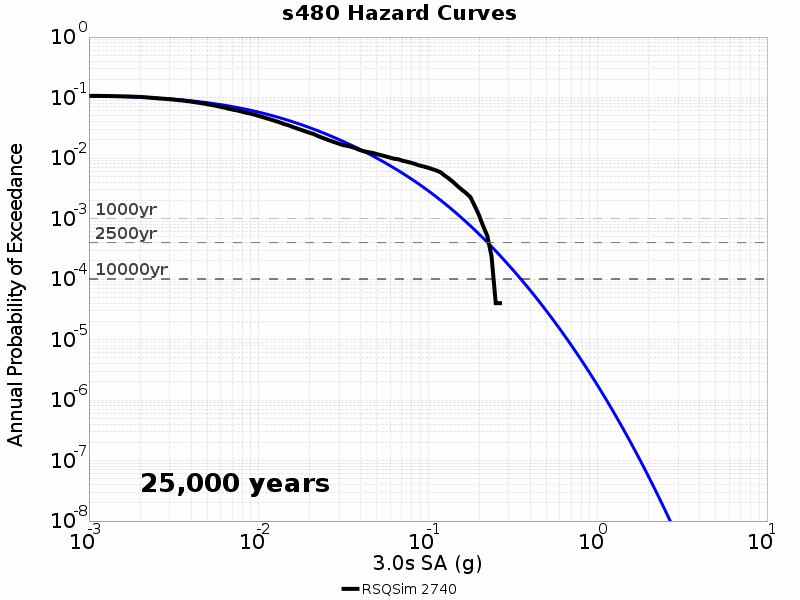 s480 Hazard Curves
Annual Probability of Exceedance
10^0
10^-1
10^-2
10^-3
10^-4
10^-5
10^-6
10^-7
10^-8
1000yr
2500yr
10000yr
25,000 years
10^-3
10^-2
10^-1
10^0
10^1
3.0s SA (g)
RSQSim 2740